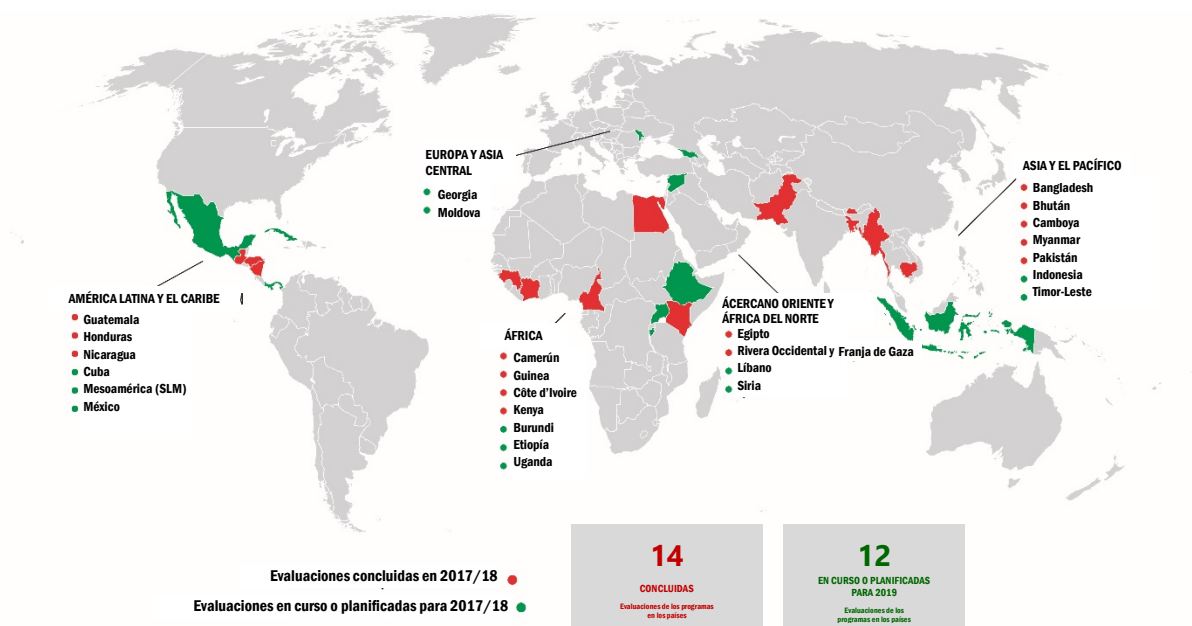 EUROPA Y ASIA
CENTRAL
Georgia
Moldova
ASIA Y EL PACÍFICO
Bangladesh
Bhután
Camboya
Myanmar
Pakistán
Indonesia
Timor-Leste
AMÉRICA LATINA Y EL CARIBE
Guatemala
Honduras
Nicaragua
Cuba
Mesoamérica (SLM)
México
ÁFRICA
Camerún
Guinea
Côte d'Ivoire
Kenya
Burundi
Etiopía
Uganda
ÁCERCANO ORIENTE Y
ÁFRICA DEL NORTE
Egipto
Rivera Occidental y Franja de Gaza
Líbano
Siria
Evaluaciones concluidas en 2017/18
Evaluaciones en curso o planificadas para 2017/18
14
CONCLUIDAS
Evaluaciones de los programas
en los países
12
EN CURSO O PLANIFICADAS
PARA 2019
Evaluaciones de los
programas en los países